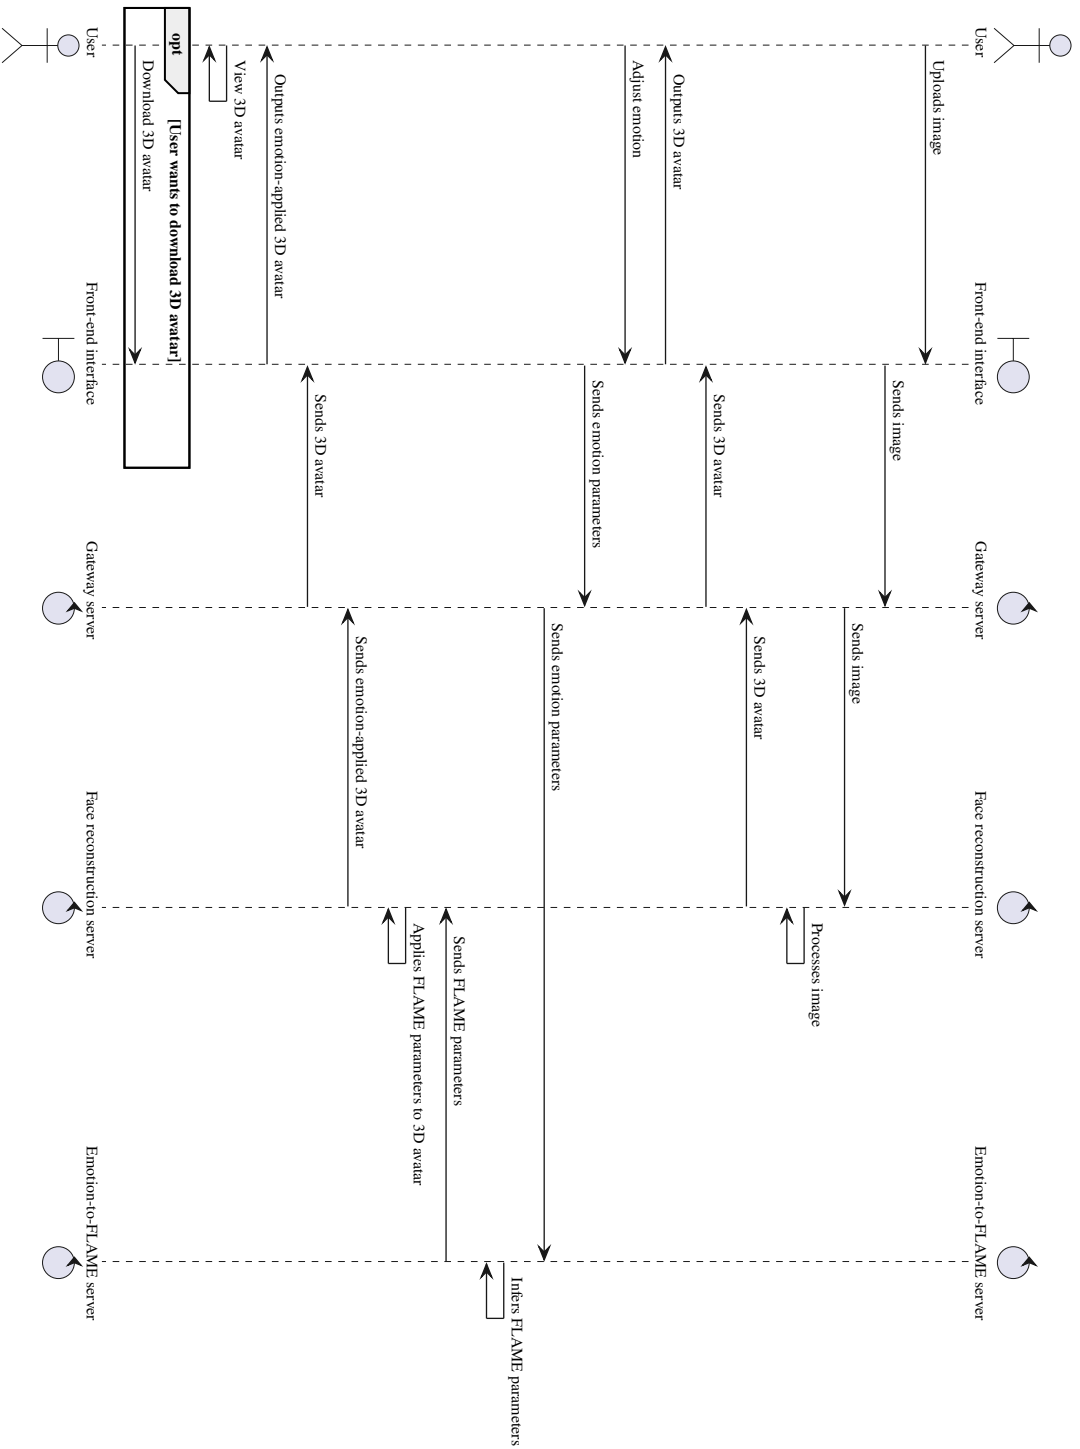 User
Front-end interface
Gateway server
Face reconstruction server
Emotion-to-FLAME server
Uploads image
Sends image
Sends image
Processes image
Sends 3D avatar
Sends 3D avatar
Outputs 3D avatar
Adjust emotion
Sends emotion parameters
Sends emotion parameters
Infers FLAME parameters
Sends FLAME parameters
Applies FLAME parameters to 3D avatar
Sends emotion-applied 3D avatar
Sends 3D avatar
Outputs emotion-applied 3D avatar
View 3D avatar
opt
[User wants to download 3D avatar]
Download 3D avatar
User
Front-end interface
Gateway server
Face reconstruction server
Emotion-to-FLAME server